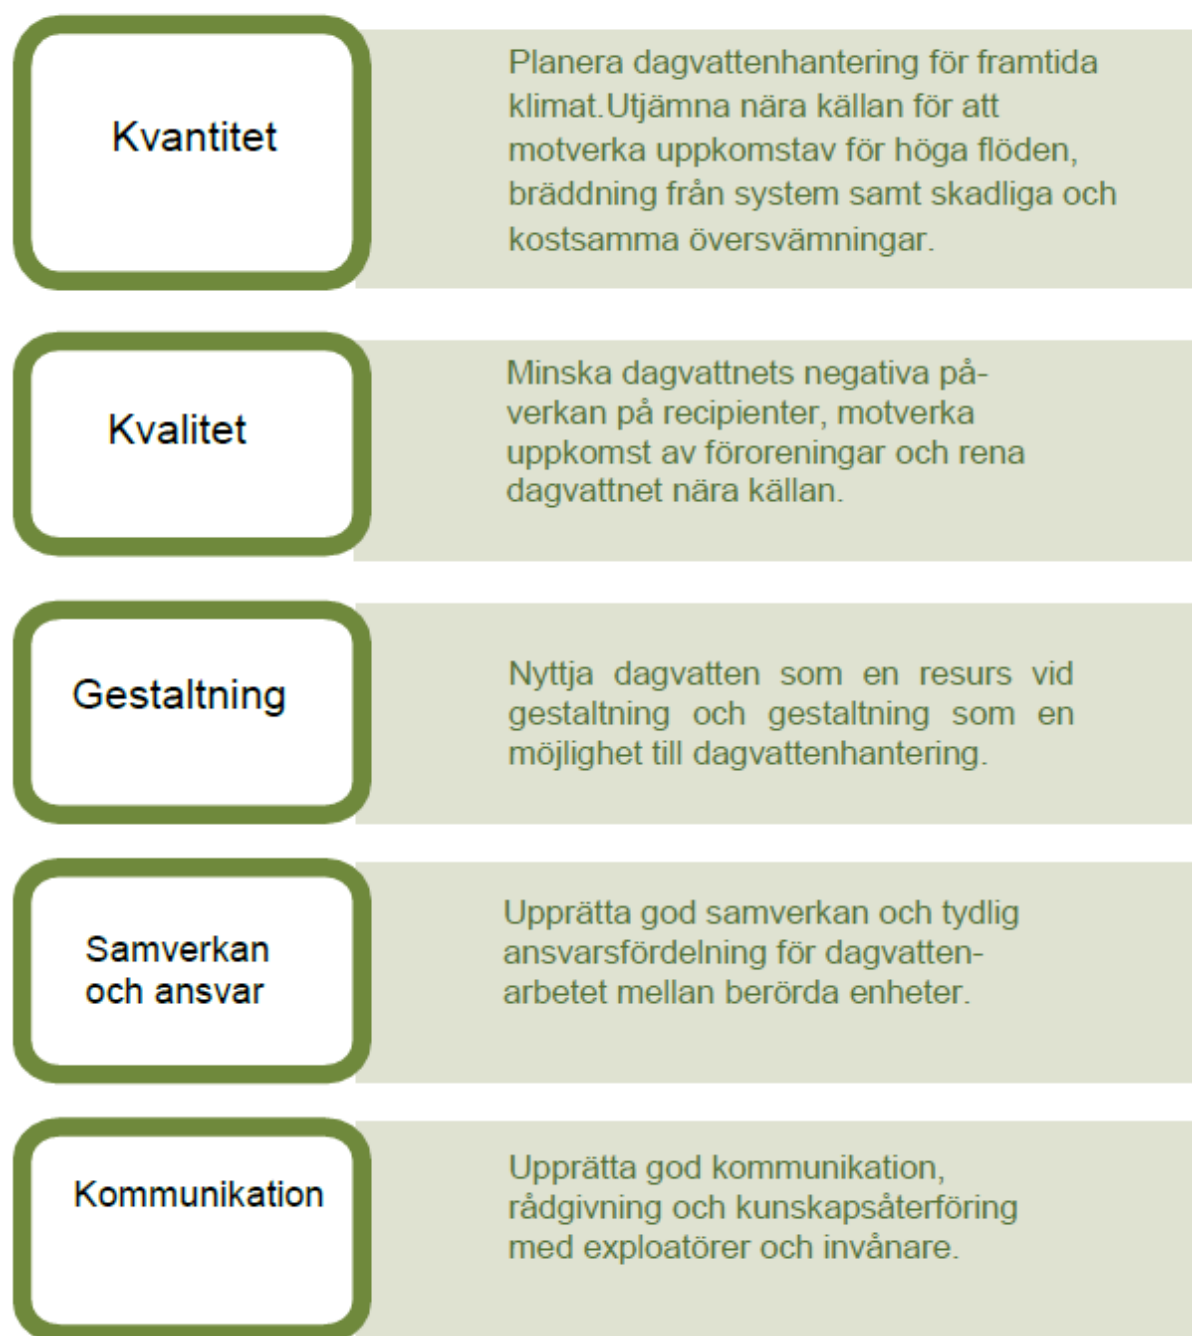 Kvantitet
Planera dagvattenhantering för framtida
klimat.Utjämna nära källan för att
motverka uppkomstav för höga flöden,
bräddning från system samt skadliga och
kostsamma översvämningar.
Kvalitet
Minska dagvattnets negativa på-
verkan på recipienter, motverka
uppkomst av föroreningar och rena
dagvattnet nära källan.
Gestaltning
Nyttja dagvatten som en resurs vid
gestaltning och gestaltning som en
möjlighet till dagvattenhantering.
Samverkan
och ansvar
Upprätta god samverkan och tydlig
ansvarsfördelning för dagvatten-
arbetet mellan berörda enheter.
Kommunikation
Upprätta god kommunikation,
rådgivning och kunskapsåterföring
med exploatörer och invånare.